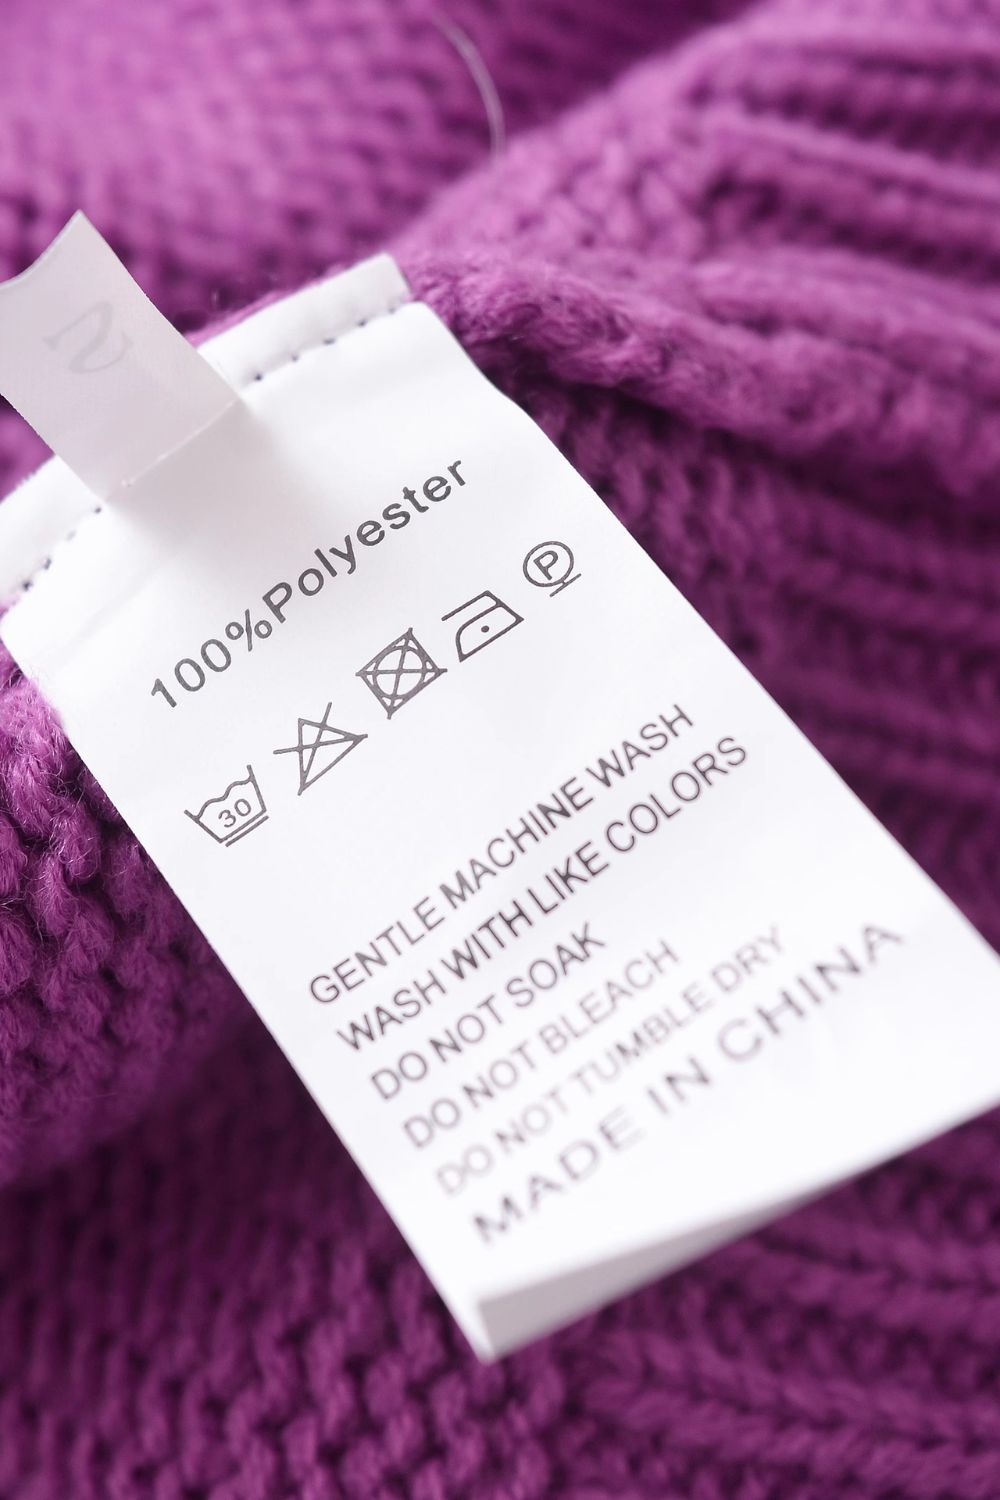 100%Polyester
30 P
GENTLE MACHINE WASH
WASH WITH LIKE COLORS
DO NOT SOAK
DO NOT BLEACH
DO NOT TUMBLE DRY
MADE IN CHINA